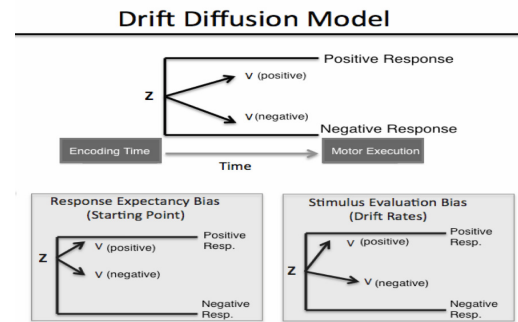 Drift Diffusion Model
Positive Response
V (positive)
Z
V (negative)
Negative Response
Encoding Time
Motor Execution
Time
Response Expectancy Bias
(Starting Point)
Positive
Resp.
V (positive)
Z
V (negative)
Negative
Resp.
Stimulus Evaluation Bias
(Drift Rates)
Positive
Resp.
V (positive)
Z
V (negative)
Negative
Resp.